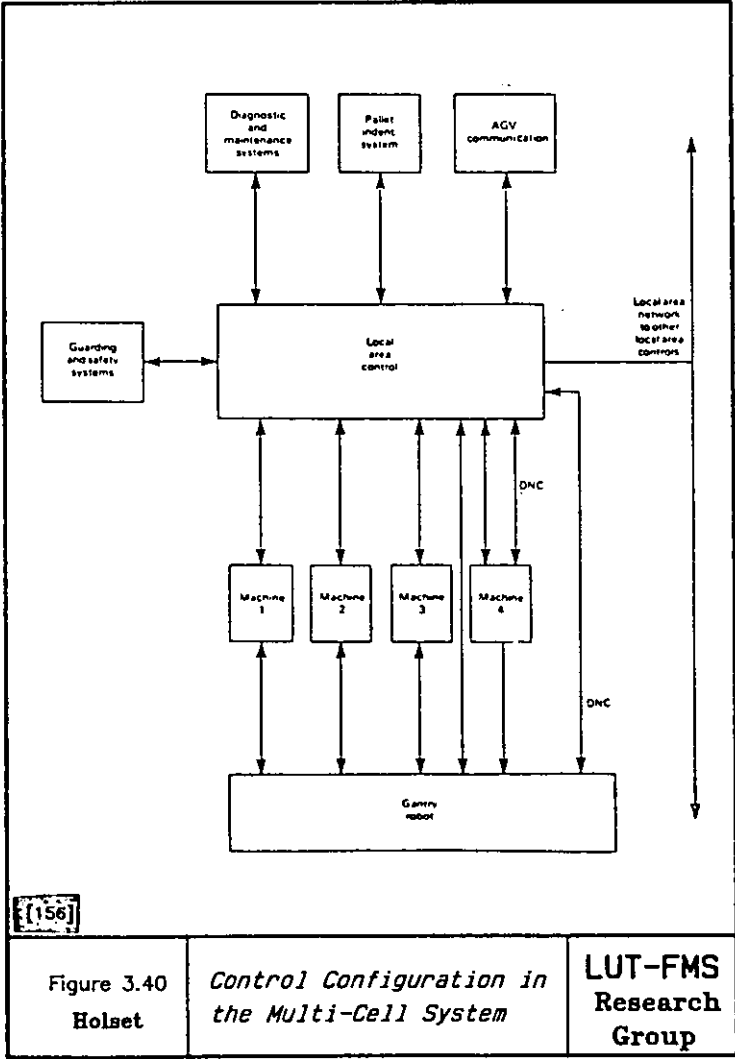 Diagnostic
and
maintenance
systems
Pallet
indent
system
AGV
communication
Guarding
and safety
systems
Local
area
control
Local area
network
to other
local area
controls
DNC
Machine
1
Machine
2
Machine
3
Machine
4
DNC
Gantry
robot
[156]
Figure 3.40
Holset
Control Configuration in
the Multi-Cell System
LUT-FMS
Research
Group